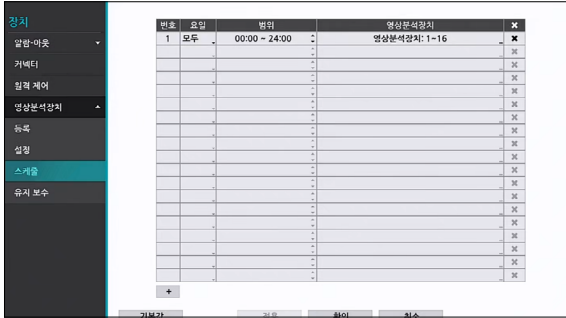 장치
알람-아웃
커넥터
원격 제어
영상분석장치
등록
설정
스케줄
유지 보수
번호 요일 범위 영상분석장치 ×
1 모두 00:00 ~ 24:00 영상분석장치: 1~16 ×
+
기본값 적용 확인 취소